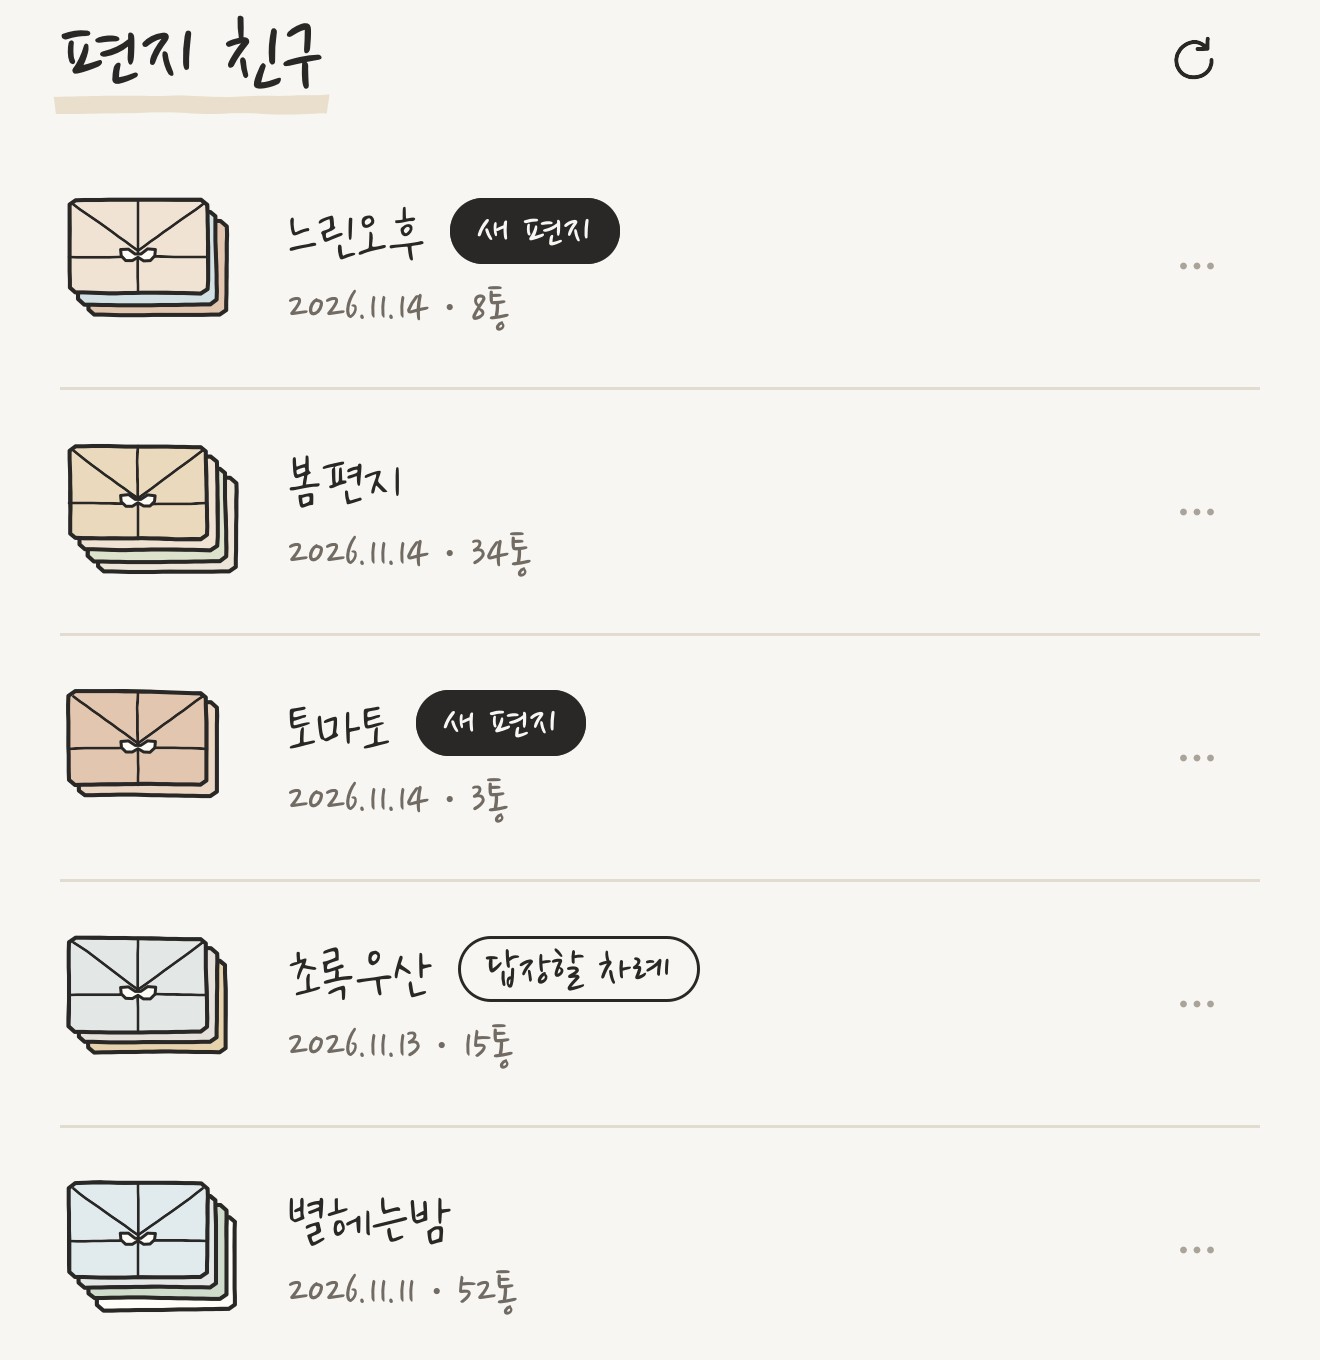 편지 친구
느린오후 새 편지
2026.11.14 · 8통
봄편지
2026.11.14 · 34통
토마토 새 편지
2026.11.14 · 3통
초록우산 답장할 차례
2026.11.13 · 15통
별헤는밤
2026.11.11 · 52통